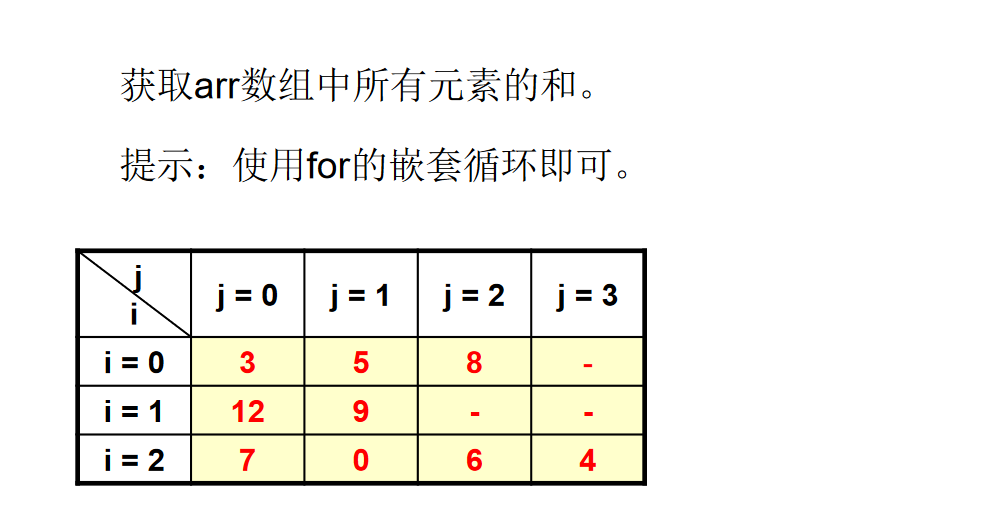 获取arr数组中所有元素的和。
提示：使用for的嵌套循环即可。
j
i
j = 0 j = 1 j = 2 j = 3
i = 0 3 5 8 -
i = 1 12 9 - -
i = 2 7 0 6 4